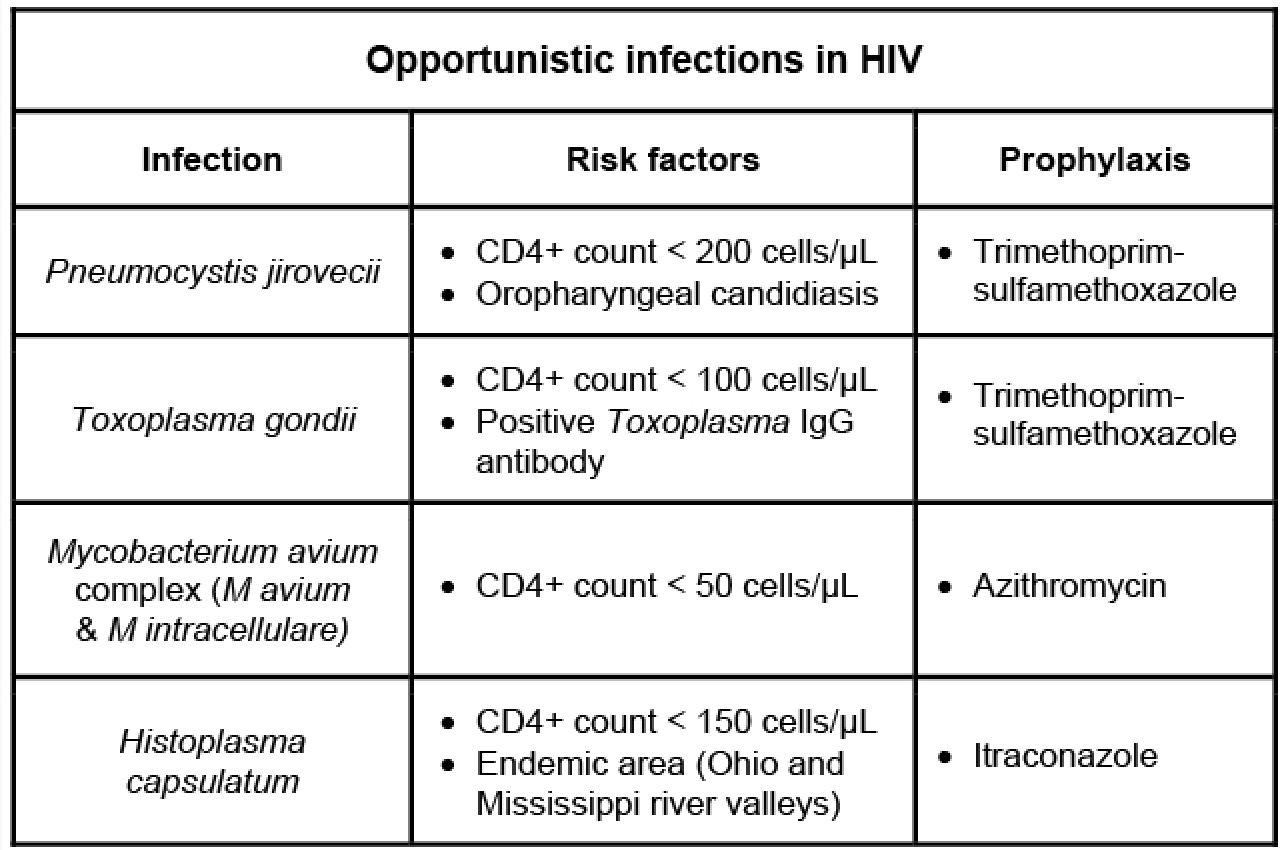 Opportunistic infections in HIV
Infection
Risk factors
Prophylaxis
Pneumocystis jirovecii
• CD4+ count < 200 cells/µL
• Oropharyngeal candidiasis
• Trimethoprim-
sulfamethoxazole
Toxoplasma gondii
• CD4+ count < 100 cells/µL
• Positive Toxoplasma IgG
antibody
• Trimethoprim-
sulfamethoxazole
Mycobacterium avium
complex (M avium
& M intracellulare)
• CD4+ count < 50 cells/µL
• Azithromycin
Histoplasma
capsulatum
• CD4+ count < 150 cells/µL
• Endemic area (Ohio and
Mississippi river valleys)
• Itraconazole